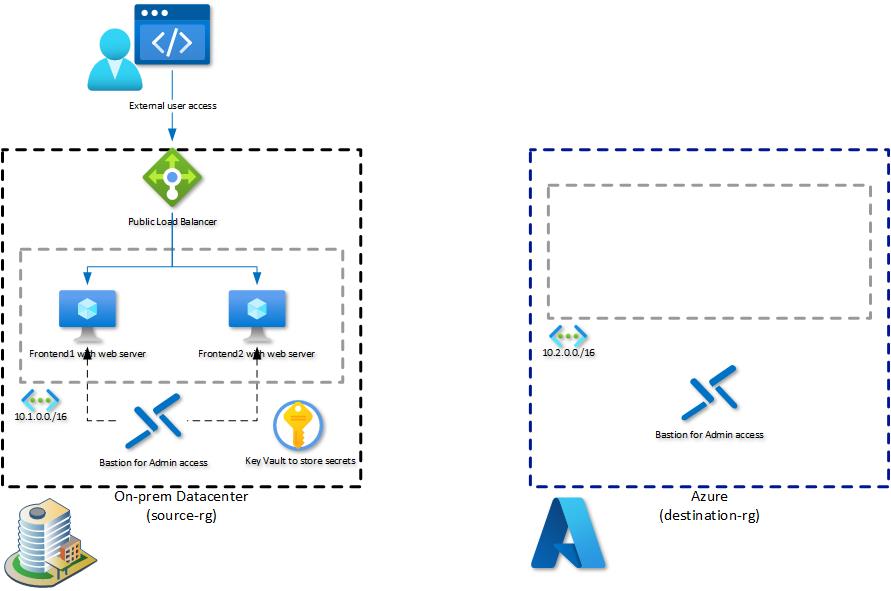 External user access
Public Load Balancer
Frontend1 with web server
Frontend2 with web server
10.1.0.0./16
Bastion for Admin access
Key Vault to store secrets
On-prem Datacenter
(source-rg)
10.2.0.0./16
Bastion for Admin access
Azure
(destination-rg)